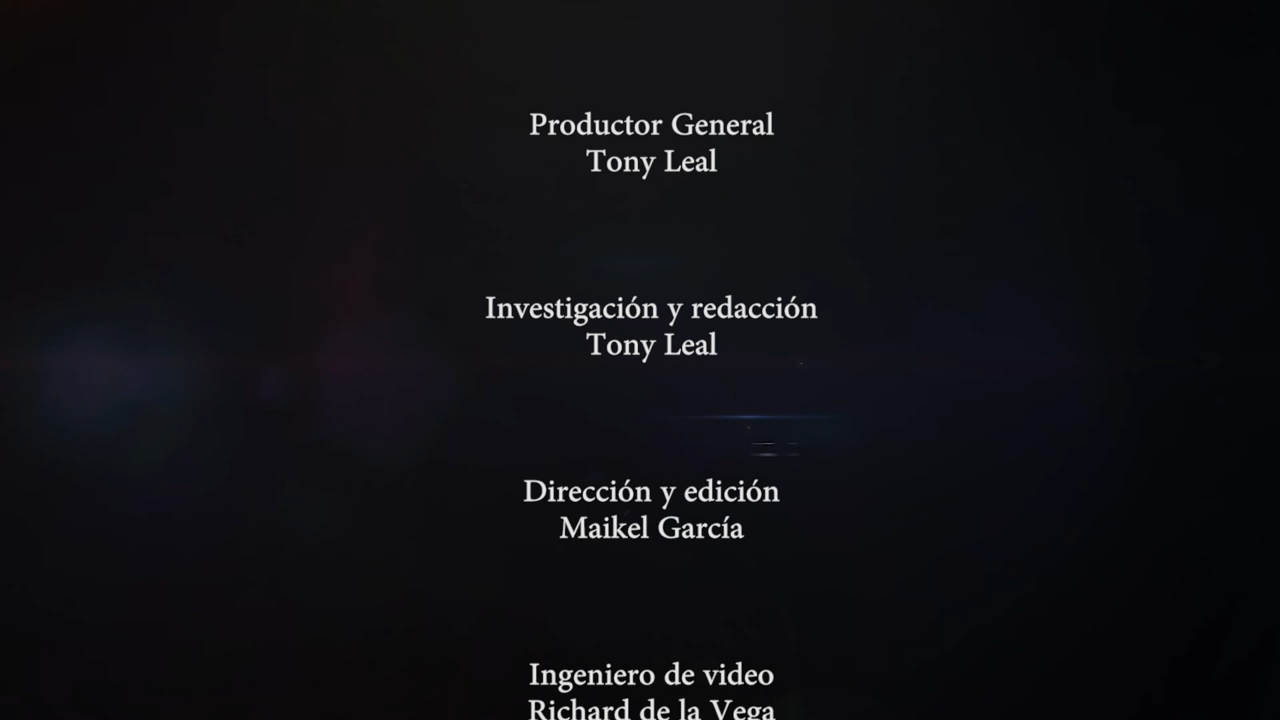 Productor General
Tony Leal
Investigación y redacción
Tony Leal
Dirección y edición
Maikel García
Ingeniero de video
Richard de la Vega